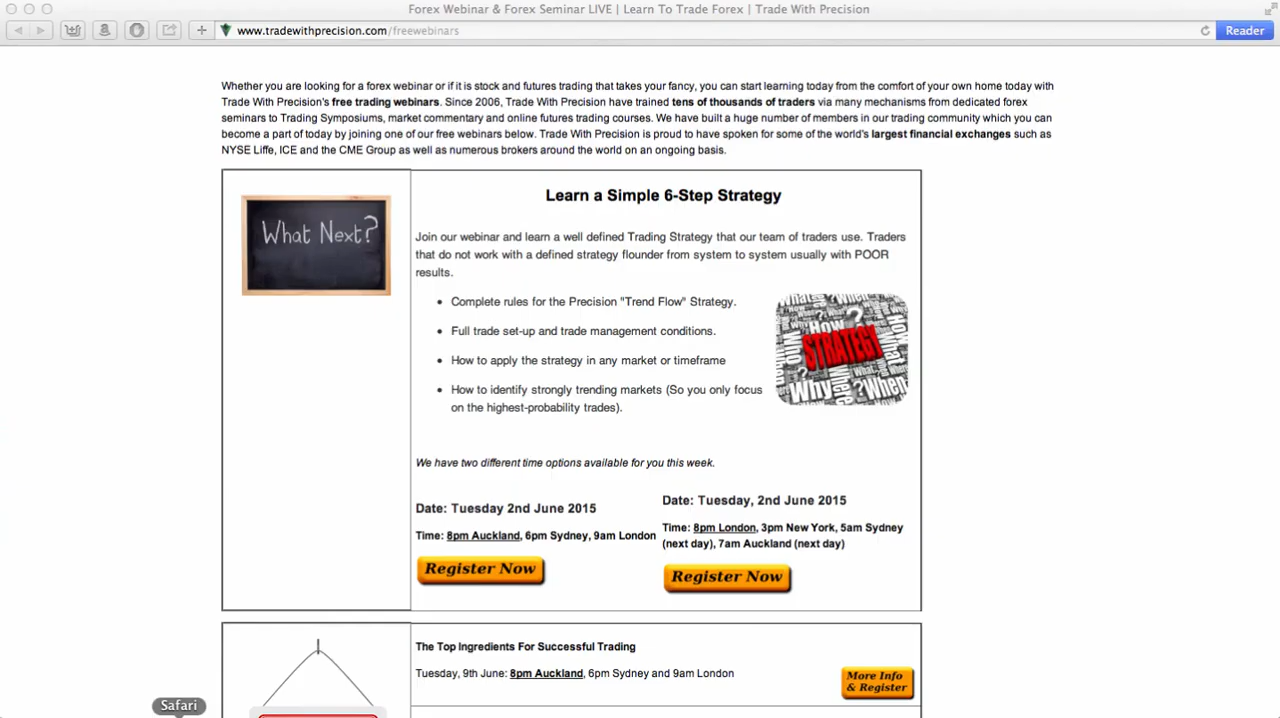 Forex Webinar & Forex Seminar LIVE | Learn To Trade Forex | Trade With Precision
www.tradewithprecision.com/freewebinars
Reader
Whether you are looking for a forex webinar or if it is stock and futures trading that takes your fancy, you can start learning today from the comfort of your own home today with
Trade With Precision's free trading webinars. Since 2006, Trade With Precision have trained tens of thousands of traders via many mechanisms from dedicated forex
seminars to Trading Symposiums, market commentary and online futures trading courses. We have built a huge number of members in our trading community which you can
become a part of today by joining one of our free webinars below. Trade With Precision is proud to have spoken for some of the world's largest financial exchanges such as
NYSE Liffe, ICE and the CME Group as well as numerous brokers around the world on an ongoing basis.
What Next?
Learn a Simple 6-Step Strategy
Join our webinar and learn a well defined Trading Strategy that our team of traders use. Traders
that do not work with a defined strategy flounder from system to system usually with POOR
results.
• Complete rules for the Precision "Trend Flow" Strategy.
• Full trade set-up and trade management conditions.
• How to apply the strategy in any market or timeframe
• How to identify strongly trending markets (So you only focus
on the highest-probability trades).
How
?
STRATEGY
Why
?
When
We have two different time options available for you this week.
Date: Tuesday 2nd June 2015
Time: 8pm Auckland, 6pm Sydney, 9am London
Register Now
Date: Tuesday, 2nd June 2015
Time: 8pm London, 3pm New York, 5am Sydney
(next day), 7am Auckland (next day)
Register Now
The Top Ingredients For Successful Trading
Tuesday, 9th June: 8pm Auckland, 6pm Sydney and 9am London
More Info
& Register
Safari